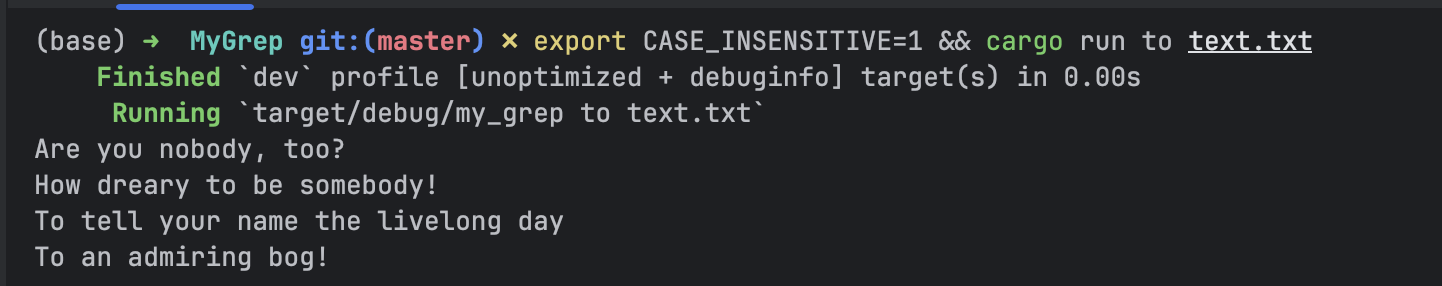 (base) ➜  MyGrep git:(master) ✗ export CASE_INSENSITIVE=1 && cargo run to text.txt
    Finished `dev` profile [unoptimized + debuginfo] target(s) in 0.00s
     Running `target/debug/my_grep to text.txt`
Are you nobody, too?
How dreary to be somebody!
To tell your name the livelong day
To an admiring bog!